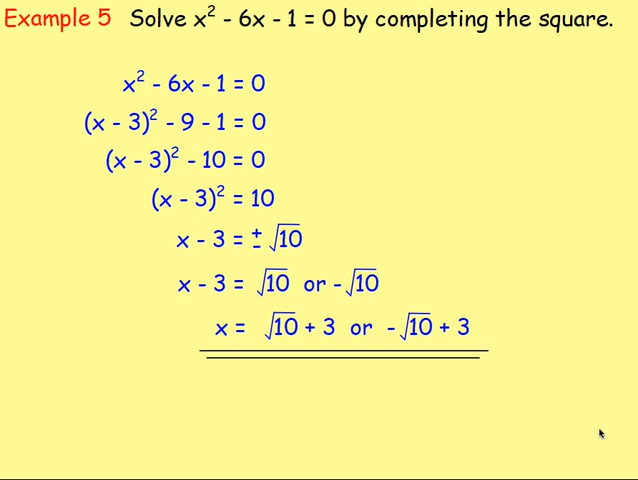 Example 5 Solve x² - 6x - 1 = 0 by completing the square.
x² - 6x - 1 = 0
(x - 3)² - 9 - 1 = 0
(x - 3)² - 10 = 0
(x - 3)² = 10
x - 3 = ± √10
x - 3 = √10 or -√10
x = √10 + 3 or -√10 + 3